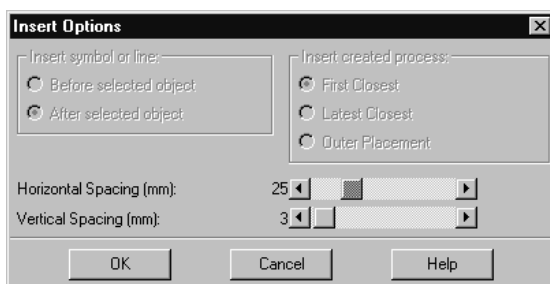 Insert Options
Insert symbol or line:
Before selected object
After selected object
Insert created process:
First Closest
Latest Closest
Outer Placement
Horizontal Spacing (mm): 25
Vertical Spacing (mm): 3
OK Cancel Help